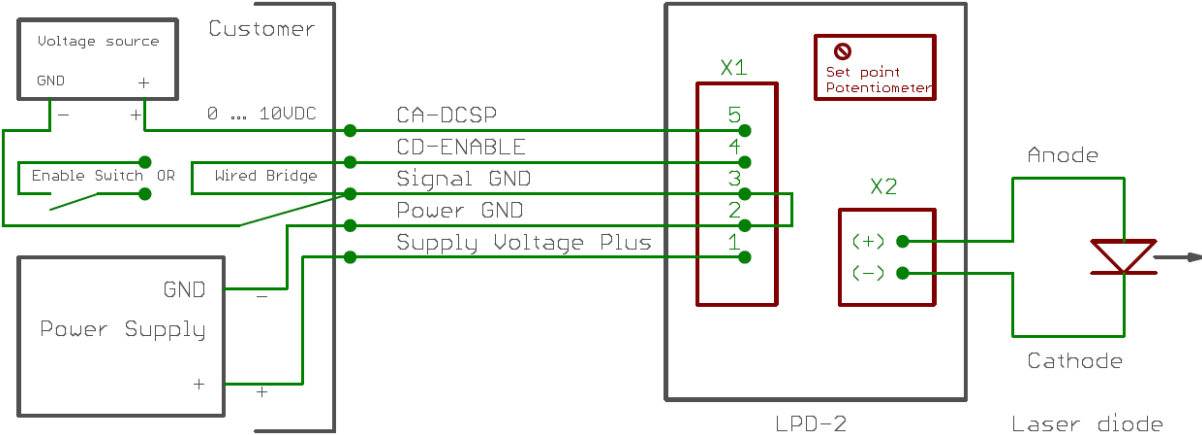 Customer
Voltage source
GND +
- +
0 ... 10VDC
Enable Switch OR Wired Bridge
GND
-
Power Supply
+
+
CA-DCSP
CD-ENABLE
Signal GND
Power GND
Supply Voltage Plus
X1
5
4
3
2
1
Set point
Potentiometer
X2
(+)
(-)
LPD-2
Anode
Cathode
Laser diode